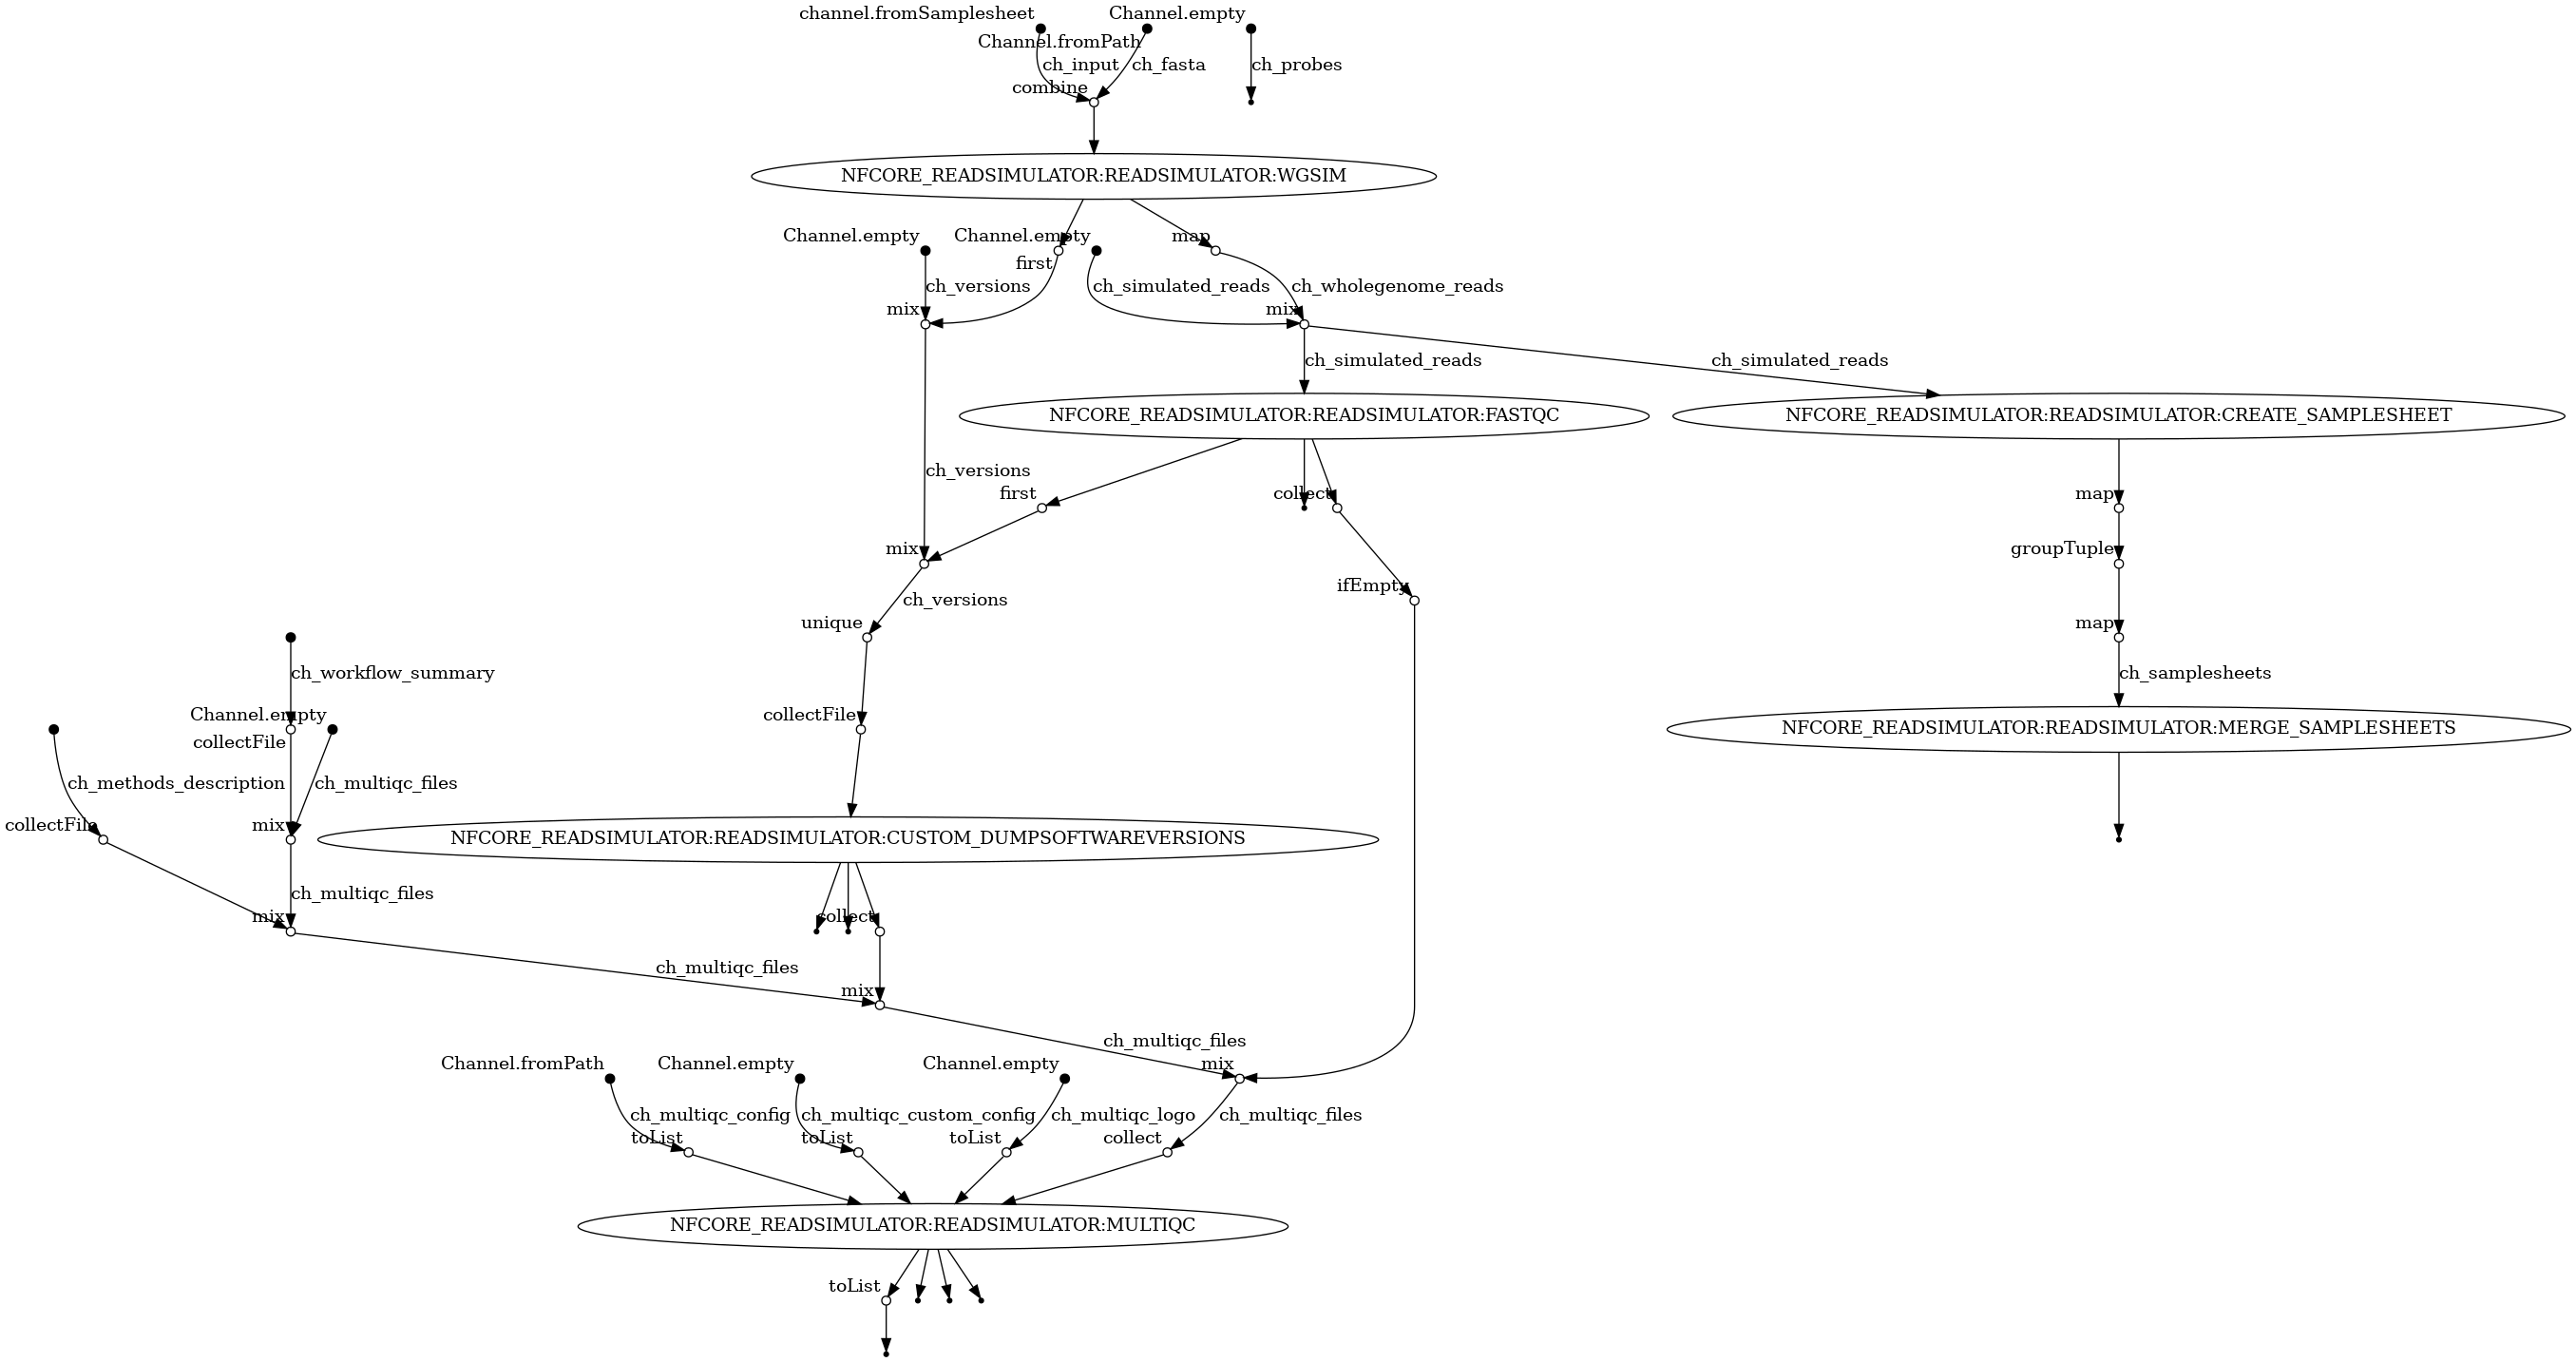 channel.fromSamplesheet
Channel.empty
Channel.fromPath
ch_input
ch_fasta
ch_probes
combine
NFCORE_READSIMULATOR:READSIMULATOR:WGSIM
Channel.empty
Channel.empty
map
first
ch_versions
ch_simulated_reads
ch_wholegenome_reads
mix
mix
ch_simulated_reads
ch_simulated_reads
NFCORE_READSIMULATOR:READSIMULATOR:FASTQC
NFCORE_READSIMULATOR:READSIMULATOR:CREATE_SAMPLESHEET
ch_versions
first
collect
map
mix
groupTuple
ifEmpty
ch_versions
unique
map
ch_workflow_summary
ch_samplesheets
Channel.empty
collectFile
NFCORE_READSIMULATOR:READSIMULATOR:MERGE_SAMPLESHEETS
collectFile
ch_methods_description
ch_multiqc_files
collectFile
mix
NFCORE_READSIMULATOR:READSIMULATOR:CUSTOM_DUMPSOFTWAREVERSIONS
ch_multiqc_files
mix
collect
ch_multiqc_files
mix
ch_multiqc_files
Channel.fromPath
Channel.empty
Channel.empty
mix
ch_multiqc_config
ch_multiqc_custom_config
ch_multiqc_logo
ch_multiqc_files
toList
toList
toList
collect
NFCORE_READSIMULATOR:READSIMULATOR:MULTIQC
toList